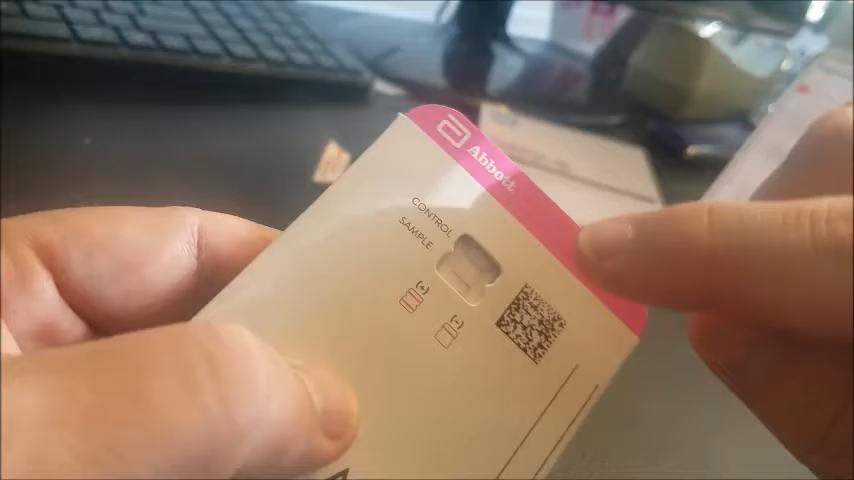 Abbott
CONTROL
SAMPLE
(+)
(-)